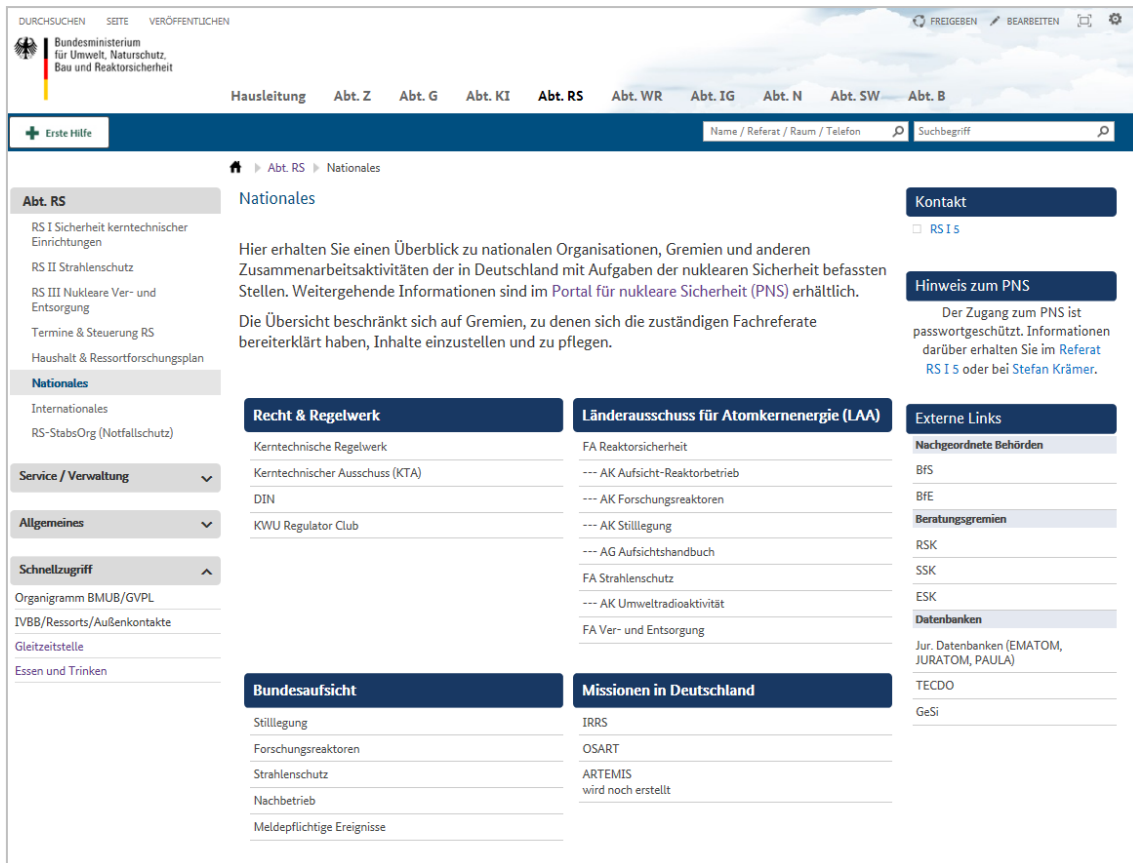 DURCHSUCHEN SEITE VERÖFFENTLICHEN
FREIGEBEN BEARBEITEN
Bundesministerium
für Umwelt, Naturschutz,
Bau und Reaktorsicherheit
Hausleitung Abt. Z Abt. G Abt. KI Abt. RS Abt. WR Abt. IG Abt. N Abt. SW Abt. B
Erste Hilfe
Name / Referat / Raum / Telefon
Suchbegriff
Abt. RS Nationales
Abt. RS
RS I Sicherheit kerntechnischer
Einrichtungen
RS II Strahlenschutz
RS III Nukleare Ver- und
Entsorgung
Termine & Steuerung RS
Haushalt & Ressortforschungsplan
Nationales
Internationales
RS-StabsOrg (Notfallschutz)
Service / Verwaltung
Allgemeines
Schnellzugriff
Organigramm BMUB/GVPL
IVBB/Ressorts/Außenkontakte
Gleitzeitstelle
Essen und Trinken
Nationales
Hier erhalten Sie einen Überblick zu nationalen Organisationen, Gremien und anderen
Zusammenarbeitsaktivitäten der in Deutschland mit Aufgaben der nuklearen Sicherheit befassten
Stellen. Weitergehende Informationen sind im Portal für nukleare Sicherheit (PNS) erhältlich.
Die Übersicht beschränkt sich auf Gremien, zu denen sich die zuständigen Fachreferate
bereiterklärt haben, Inhalte einzustellen und zu pflegen.
Recht & Regelwerk
Kerntechnische Regelwerk
Kerntechnischer Ausschuss (KTA)
DIN
KWU Regulator Club
Länderausschuss für Atomkernenergie (LAA)
FA Reaktorsicherheit
--- AK Aufsicht-Reaktorbetrieb
--- AK Forschungsreaktoren
--- AK Stilllegung
--- AG Aufsichtshandbuch
FA Strahlenschutz
--- AK Umweltradioaktivität
FA Ver- und Entsorgung
Bundesaufsicht
Stilllegung
Forschungsreaktoren
Strahlenschutz
Nachbetrieb
Meldepflichtige Ereignisse
Missionen in Deutschland
IRRS
OSART
ARTEMIS
wird noch erstellt
Kontakt
RS I 5
Hinweis zum PNS
Der Zugang zum PNS ist
passwortgeschützt. Informationen
darüber erhalten Sie im Referat
RS I 5 oder bei Stefan Krämer.
Externe Links
Nachgeordnete Behörden
BfS
BfE
Beratungsgremien
RSK
SSK
ESK
Datenbanken
Jur. Datenbanken (EMATOM,
JURATOM, PAULA)
TECDO
GeSi